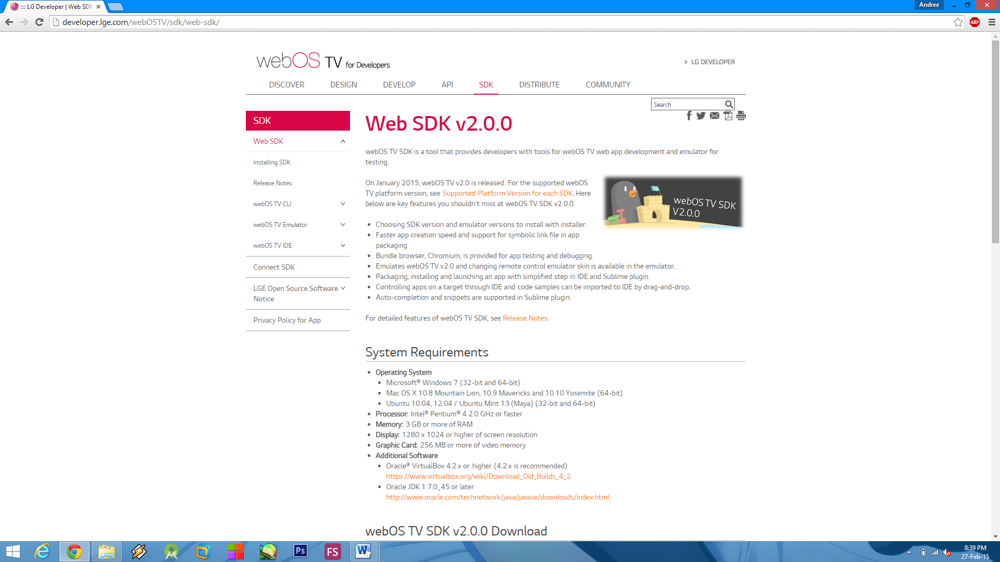 ::: LG Developer | Web SDK
Andree
developer.lge.com/webOSTV/sdk/web-sdk/
ABP
webOS TV for Developers
LG DEVELOPER
DISCOVER DESIGN DEVELOP API SDK DISTRIBUTE COMMUNITY
Search
SDK
Web SDK
Installing SDK
Release Notes
webOS TV CLI
webOS TV Emulator
webOS TV IDE
Connect SDK
LGE Open Source Software
Notice
Privacy Policy for App
Web SDK v2.0.0
webOS TV SDK is a tool that provides developers with tools for webOS TV web app development and emulator for
testing.
On January 2015, webOS TV v2.0 is released. For the supported webOS
TV platform version, see Supported Platform Version for each SDK. Here
below are key features you shouldn't miss at webOS TV SDK v2.0.0.
webOS TV SDK
V2.0.0
• Choosing SDK version and emulator versions to install with installer.
• Faster app creation speed and support for symbolic link file in app
packaging.
• Bundle browser, Chromium, is provided for app testing and debugging.
• Emulates webOS TV v2.0 and changing remote control emulator skin is available in the emulator.
• Packaging, installing and launching an app with simplified step in IDE and Sublime plugin.
• Controlling apps on a target through IDE and code samples can be imported to IDE by drag-and-drop.
• Auto-completion and snippets are supported in Sublime plugin.
For detailed features of webOS TV SDK, see Release Notes.
System Requirements
• Operating System
• Microsoft® Windows 7 (32-bit and 64-bit)
• Mac OS X 10.8 Mountain Lion, 10.9 Mavericks and 10.10 Yosemite (64-bit)
• Ubuntu 10.04, 12.04 / Ubuntu Mint 13 (Maya) (32-bit and 64-bit)
• Processor: Intel® Pentium® 4 2.0 GHz or faster
• Memory: 3 GB or more of RAM
• Display: 1280 x 1024 or higher of screen resolution
• Graphic Card: 256 MB or more of video memory
• Additional Software
• Oracle® VirtualBox 4.2.x or higher (4.2.x is recommended)
https://www.virtualbox.org/wiki/Download_Old_Builds_4_2
• Oracle JDK 1.7.0_45 or later
http://www.oracle.com/technetwork/java/javase/downloads/index.html
webOS TV SDK v2.0.0 Download
Ps
FS
W
8:39 PM
27-Feb-15